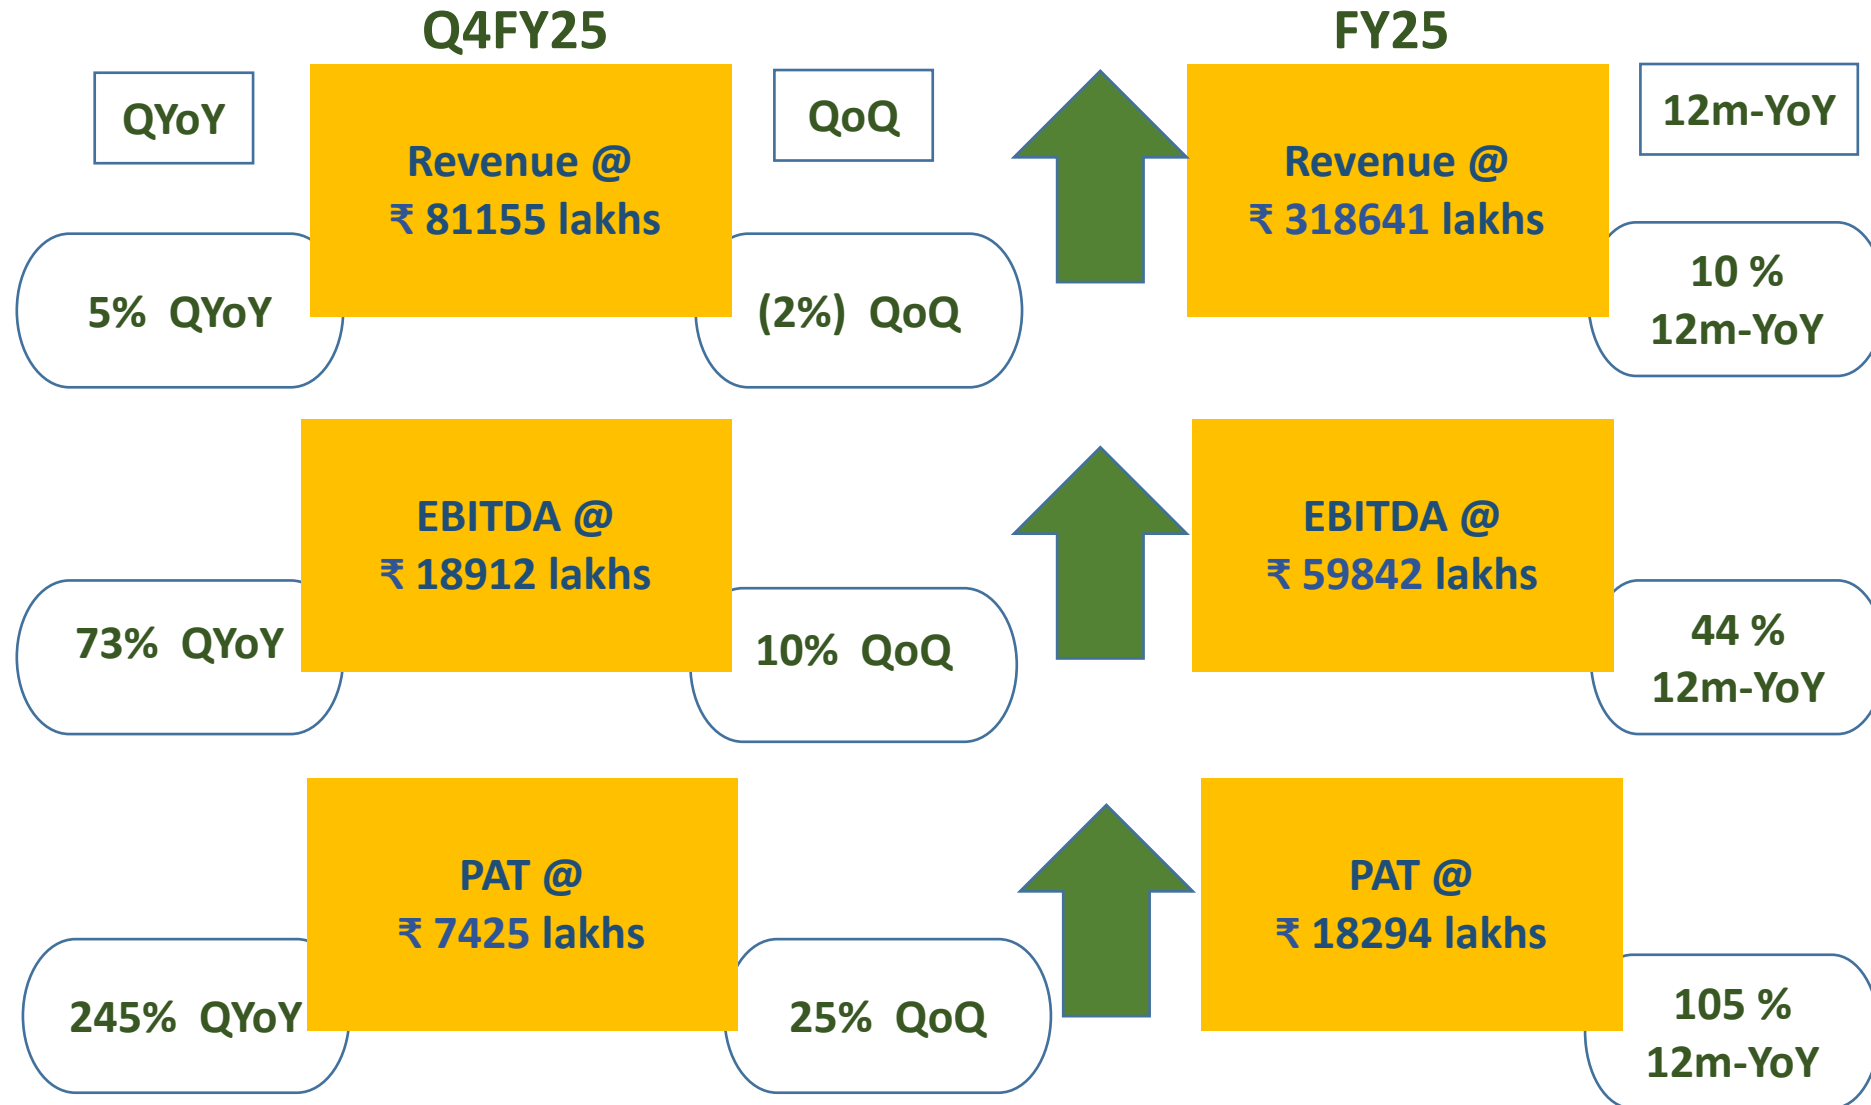 Q4FY25
FY25
QYoY
QoQ
12m-YoY
Revenue @
₹ 81155 lakhs
Revenue @
₹ 318641 lakhs
5% QYoY
(2%) QoQ
10 %
12m-YoY
EBITDA @
₹ 18912 lakhs
EBITDA @
₹ 59842 lakhs
73% QYoY
10% QoQ
44 %
12m-YoY
PAT @
₹ 7425 lakhs
PAT @
₹ 18294 lakhs
245% QYoY
25% QoQ
105 %
12m-YoY